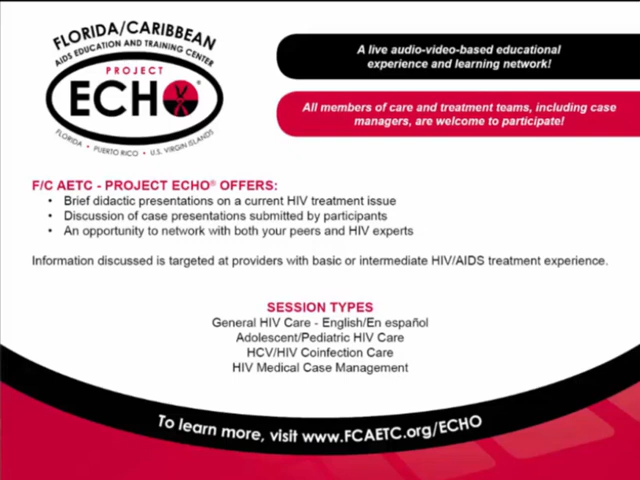 FLORIDA/CARIBBEAN
AIDS EDUCATION AND TRAINING CENTER
PROJECT
ECHO®
FLORIDA • PUERTO RICO • U.S. VIRGIN ISLANDS
A live audio-video-based educational
experience and learning network!
All members of care and treatment teams, including case
managers, are welcome to participate!
F/C AETC - PROJECT ECHO® OFFERS:
• Brief didactic presentations on a current HIV treatment issue
• Discussion of case presentations submitted by participants
• An opportunity to network with both your peers and HIV experts
Information discussed is targeted at providers with basic or intermediate HIV/AIDS treatment experience.
SESSION TYPES
General HIV Care - English/En español
Adolescent/Pediatric HIV Care
HCV/HIV Coinfection Care
HIV Medical Case Management
To learn more, visit www.FCAETC.org/ECHO